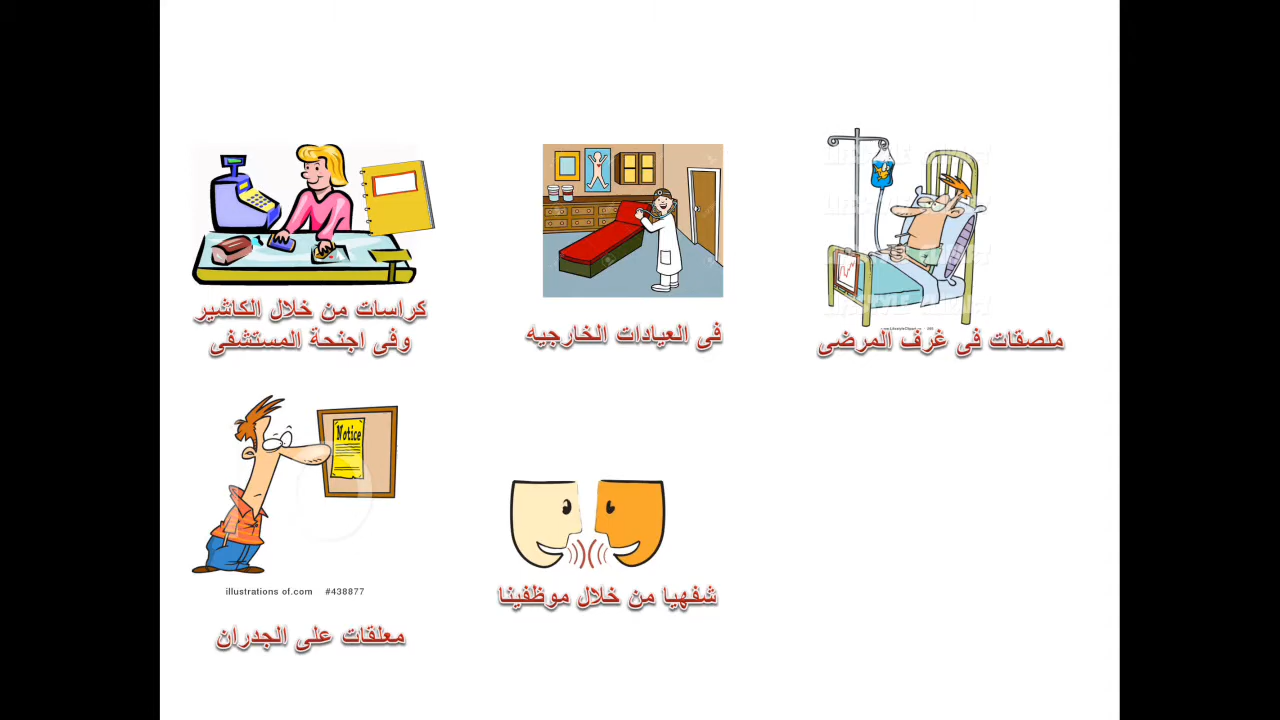 ملصقات فى غرف المرضى
فى العيادات الخارجيه
كراسات من خلال الكاشير
وفى اجنحة المستشفى
Notice
illustrations of.com #438877
شفهيا من خلال موظفينا
معلقات على الجدران